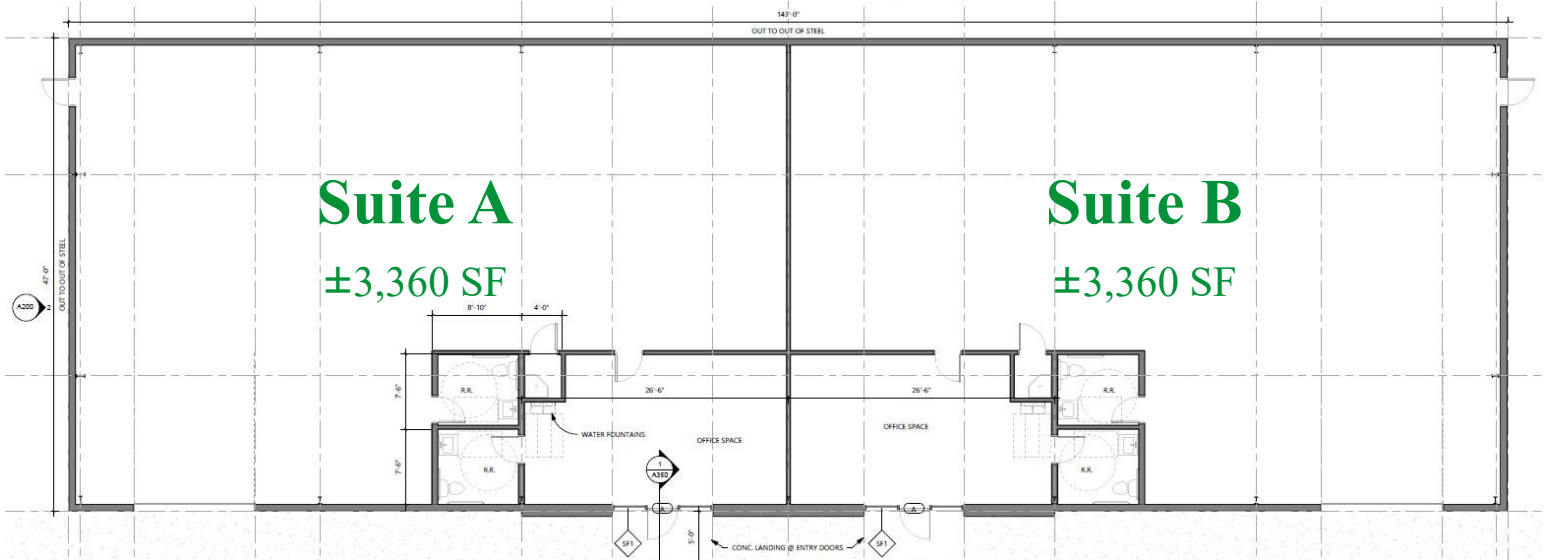 143'-0"
OUT TO OUT OF STEEL
Suite A
Suite B
±3,360 SF
±3,360 SF
47'-0"
OUT TO OUT OF STEEL
A200
2
8'-10"
4'-0"
7'-6"
R.R.
26'-6"
26'-6"
R.R.
WATER FOUNTAINS
OFFICE SPACE
OFFICE SPACE
7'-6"
R.R.
1
A350
R.R.
A
A
SF1
5'-0"
CONC. LANDING @ ENTRY DOORS
SF1